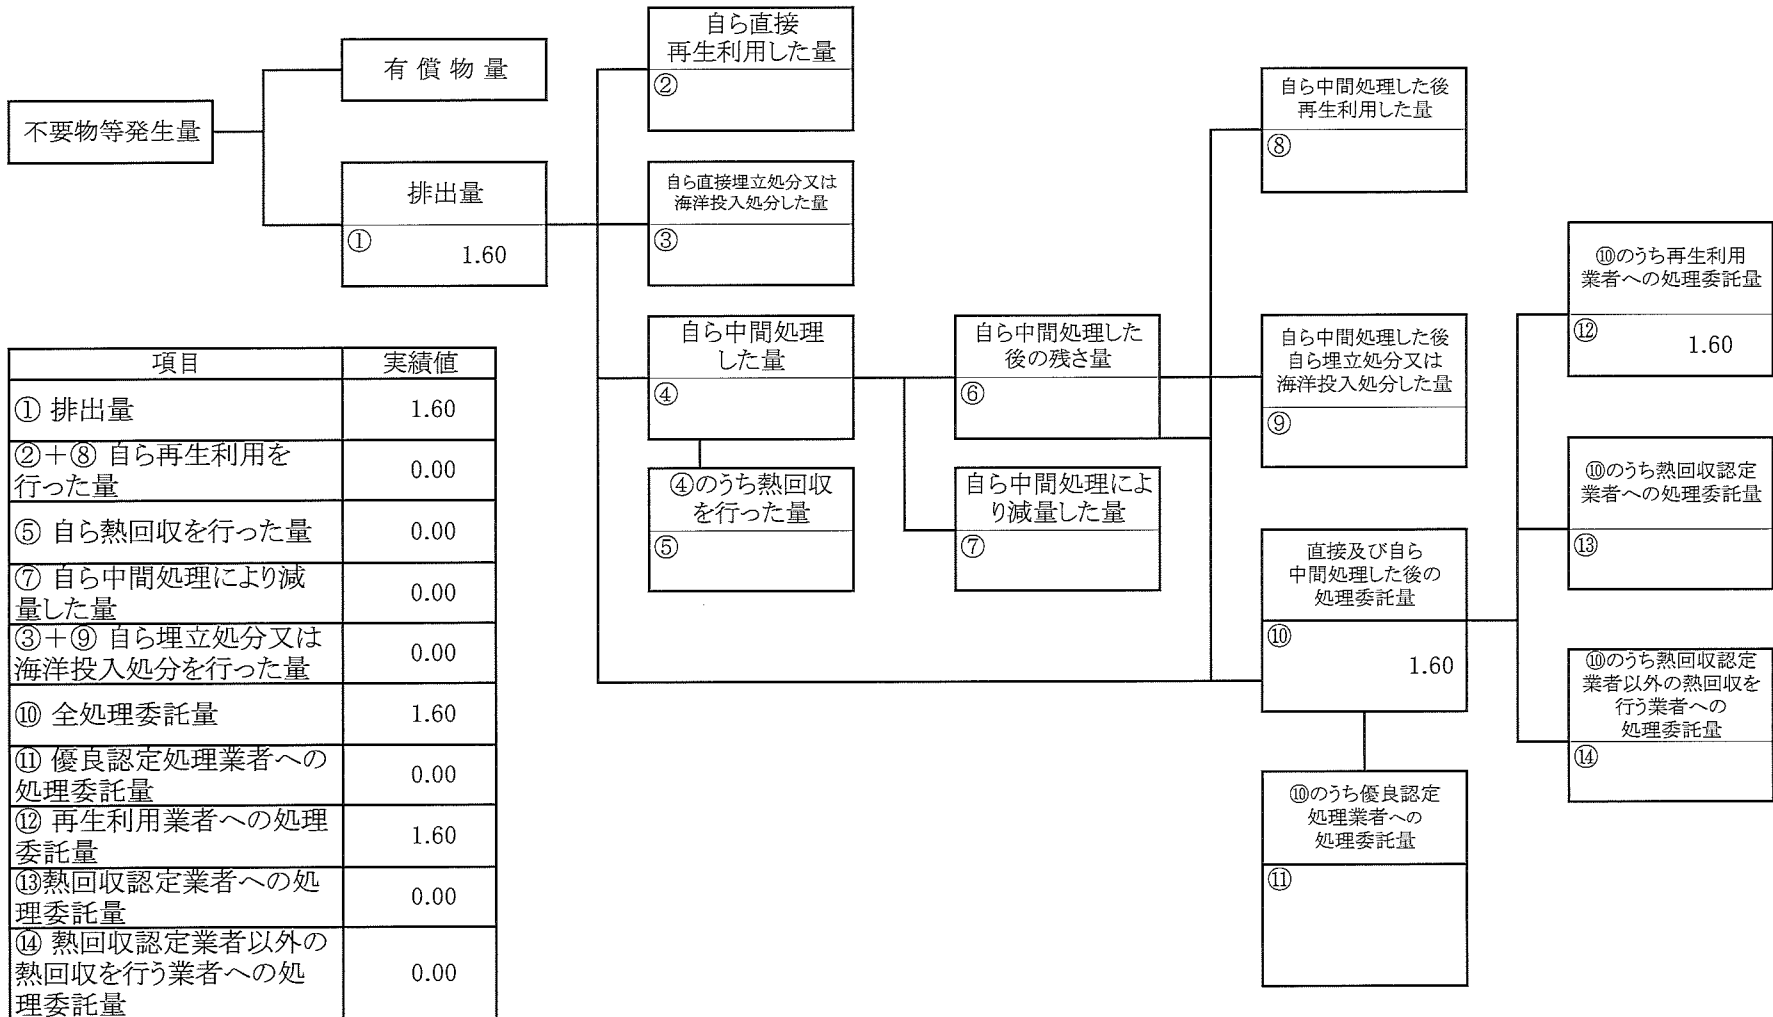 不要物等発生量
有償物量
排出量
①
1.60
自ら直接
再生利用した量
②
自ら直接埋立処分又は
海洋投入処分した量
③
自ら中間処理
した量
④
④のうち熱回収
を行った量
⑤
自ら中間処理した
後の残さ量
⑥
自ら中間処理によ
り減量した量
⑦
自ら中間処理した後
再生利用した量
⑧
自ら中間処理した後
自ら埋立処分又は
海洋投入処分した量
⑨
直接及び自ら
中間処理した後の
処理委託量
⑩
1.60
⑩のうち優良認定
処理業者への
処理委託量
⑪
⑩のうち再生利用
業者への処理委託量
⑫
1.60
⑩のうち熱回収認定
業者への処理委託量
⑬
⑩のうち熱回収認定
業者以外の熱回収を
行う業者への
処理委託量
⑭
項目 実績値
① 排出量 1.60
②+⑧ 自ら再生利用を
行った量 0.00
⑤ 自ら熱回収を行った量 0.00
⑦ 自ら中間処理により減
量した量 0.00
③+⑨ 自ら埋立処分又は
海洋投入処分を行った量 0.00
⑩ 全処理委託量 1.60
⑪ 優良認定処理業者への
処理委託量 0.00
⑫ 再生利用業者への処理
委託量 1.60
⑬熱回収認定業者への処
理委託量 0.00
⑭ 熱回収認定業者以外の
熱回収を行う業者への処
理委託量 0.00